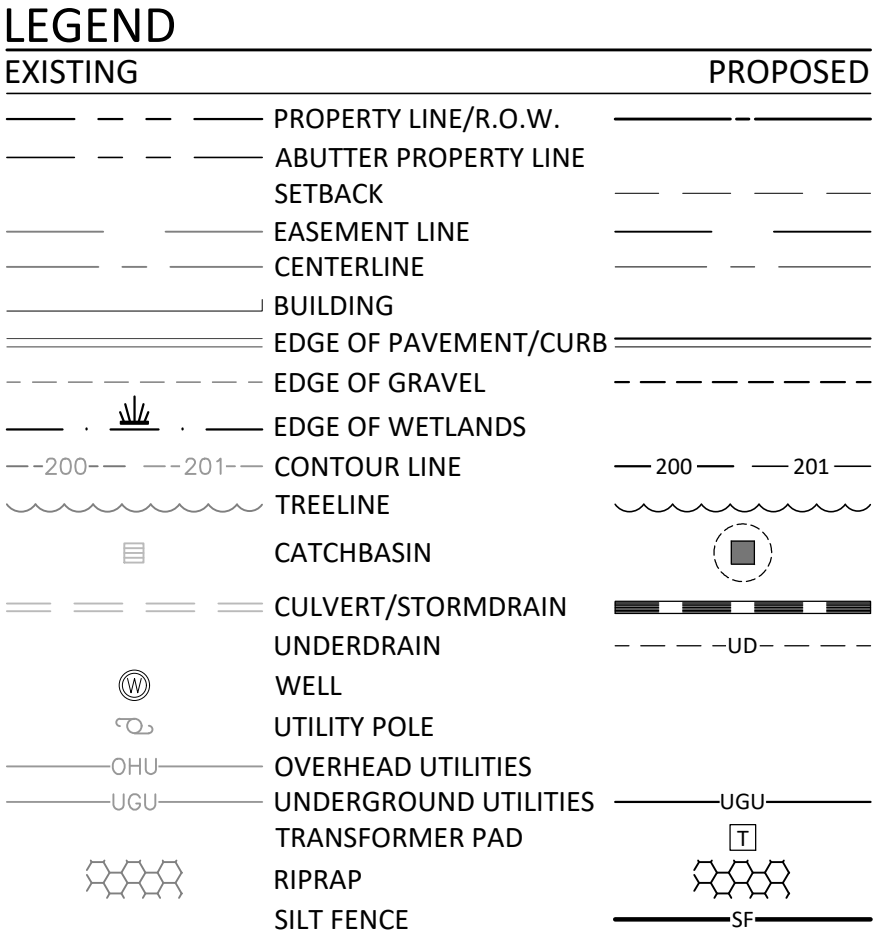 LEGEND
EXISTING PROPOSED
PROPERTY LINE/R.O.W.
ABUTTER PROPERTY LINE
SETBACK
EASEMENT LINE
CENTERLINE
BUILDING
EDGE OF PAVEMENT/CURB
EDGE OF GRAVEL
EDGE OF WETLANDS
200 201 CONTOUR LINE 200 201
TREELINE
CATCHBASIN
CULVERT/STORMDRAIN
UNDERDRAIN UD
W WELL
UTILITY POLE
OHU OVERHEAD UTILITIES
UGU UNDERGROUND UTILITIES UGU
TRANSFORMER PAD T
RIPRAP
SILT FENCE SF